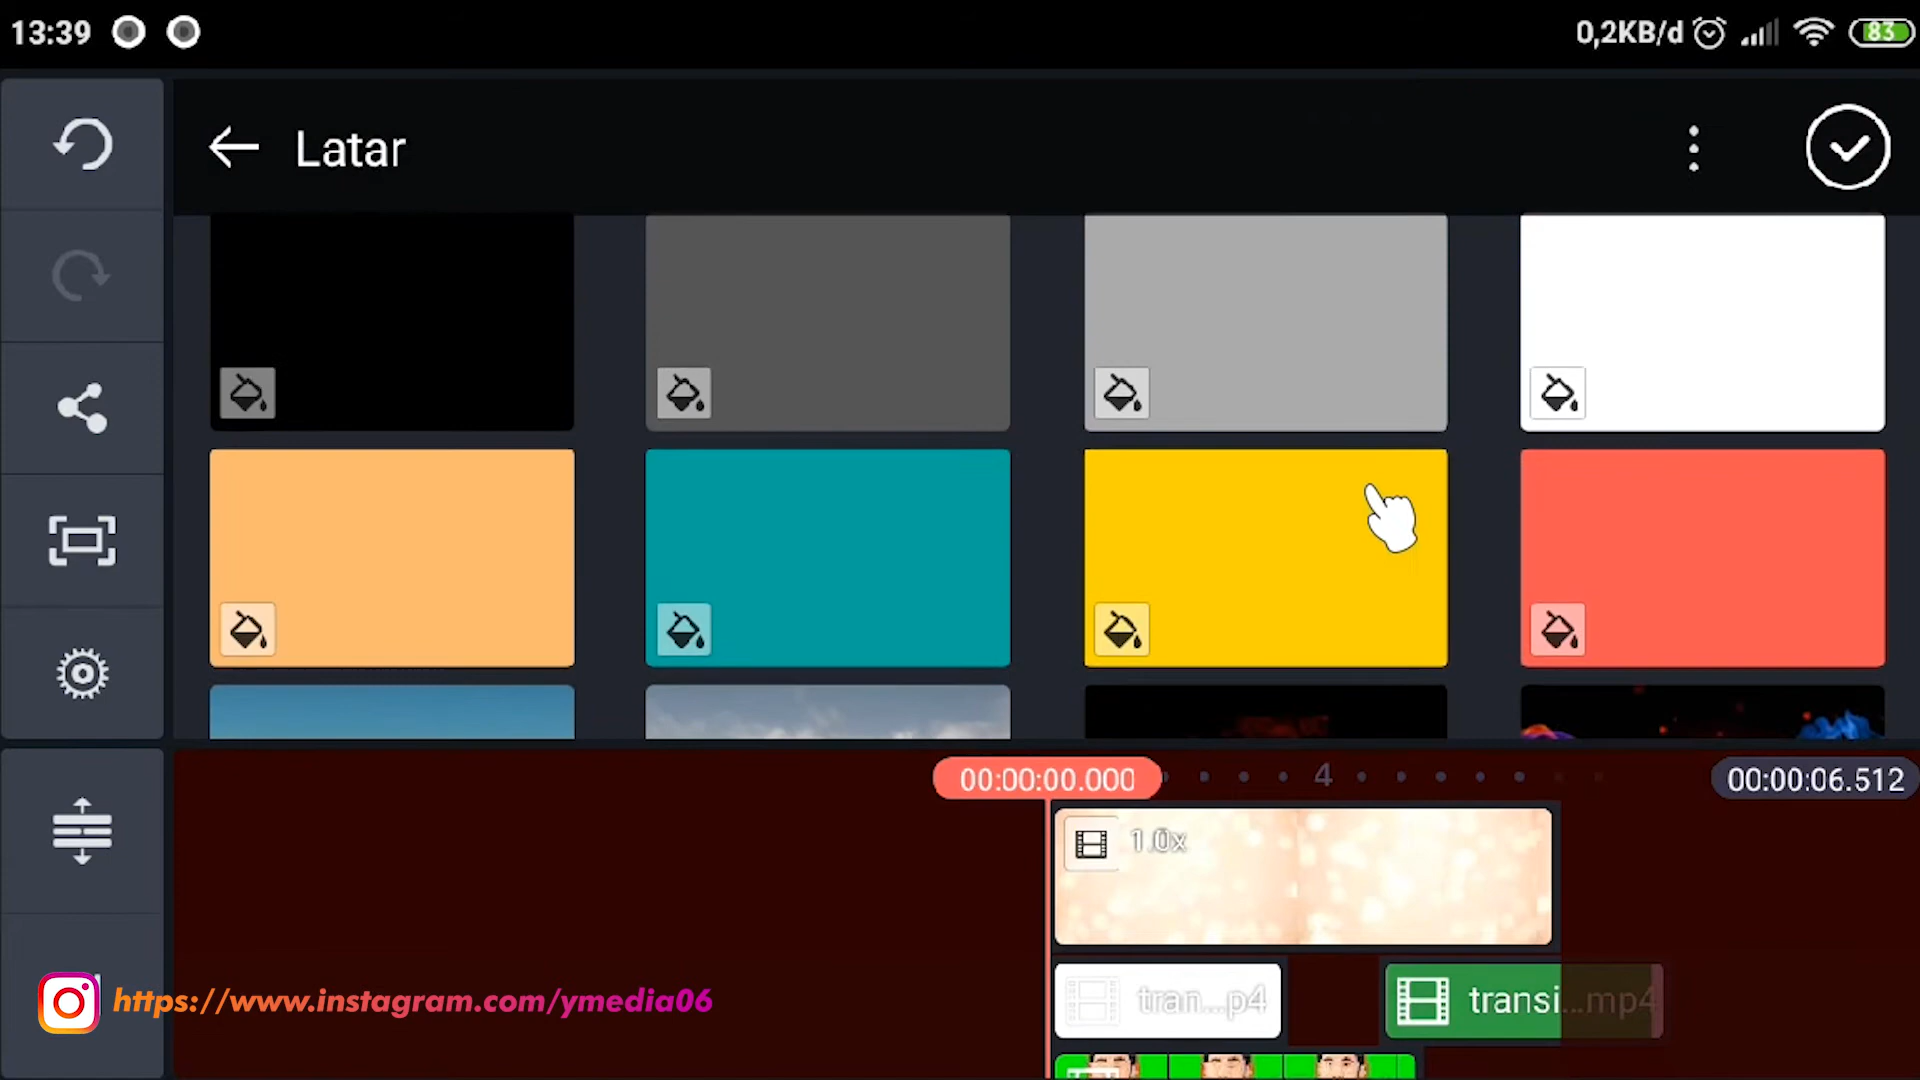 13:39
0,2KB/d
83
Latar
00:00:00.000
4
00:00:06.512
1.0x
tran...p4
transi...mp4
https://www.instagram.com/ymedia06